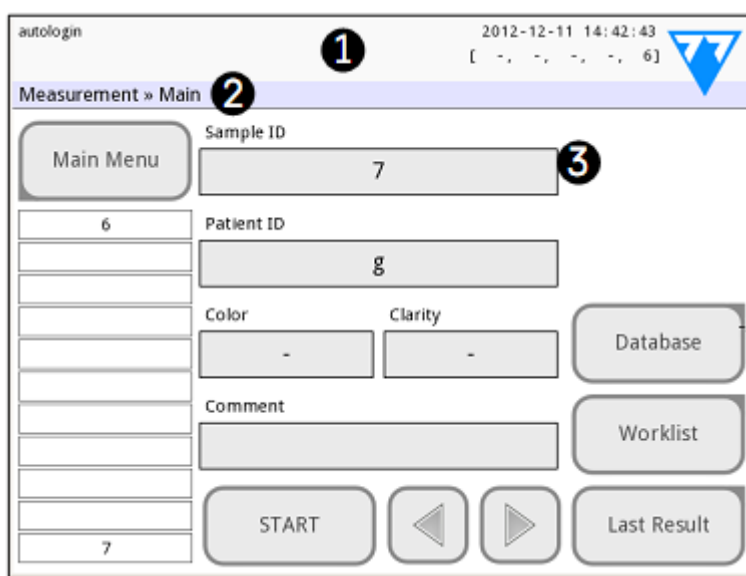 autologin
2012-12-11 14:42:43
1
[ -, -, -, -, 6]
77
Measurement » Main 2
Main Menu
Sample ID
7
3
6
Patient ID
g
Color
Clarity
-
-
Database
Comment
Worklist
START
Last Result
7